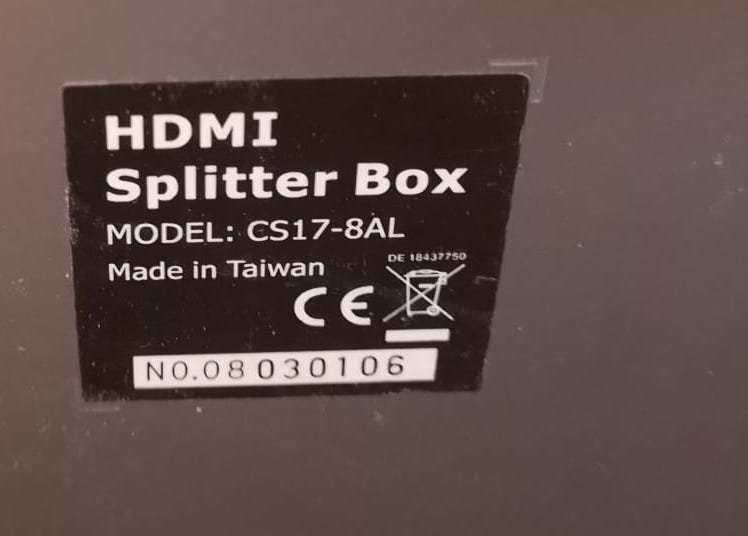 HDMI
Splitter Box
MODEL: CS17-8AL
Made in Taiwan
DE 18437750
CE
NO.08030106